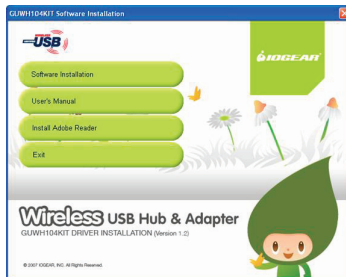 GUWH104KIT Software Installation
USB
IOGEAR
Software Installation
User's Manual
Install Adobe Reader
Exit
Wireless USB Hub & Adapter
GUWH104KIT DRIVER INSTALLATION (Version 1.2)
© 2007 IOGEAR, INC. All Rights Reserved.